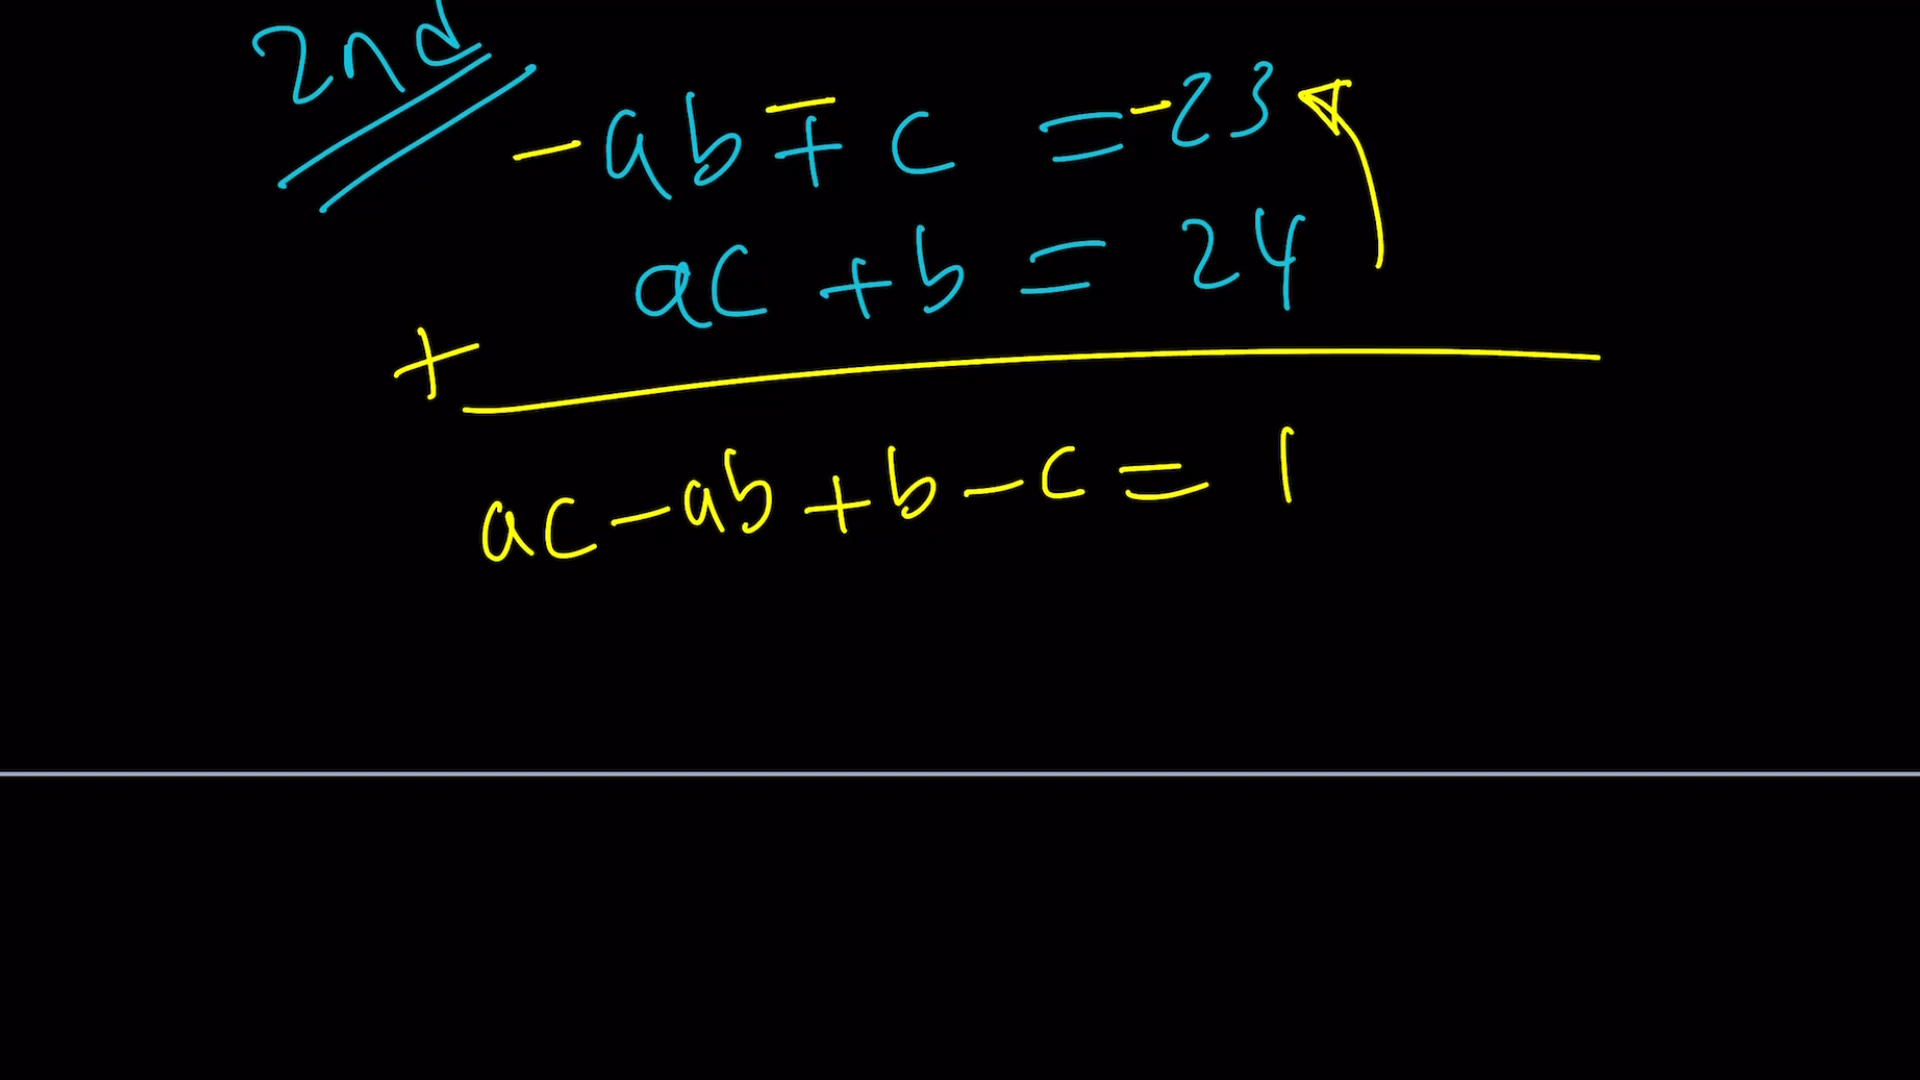 2nd
-ab ∓ c = -23
ac + b = 24
+
ac - ab + b - c = 1